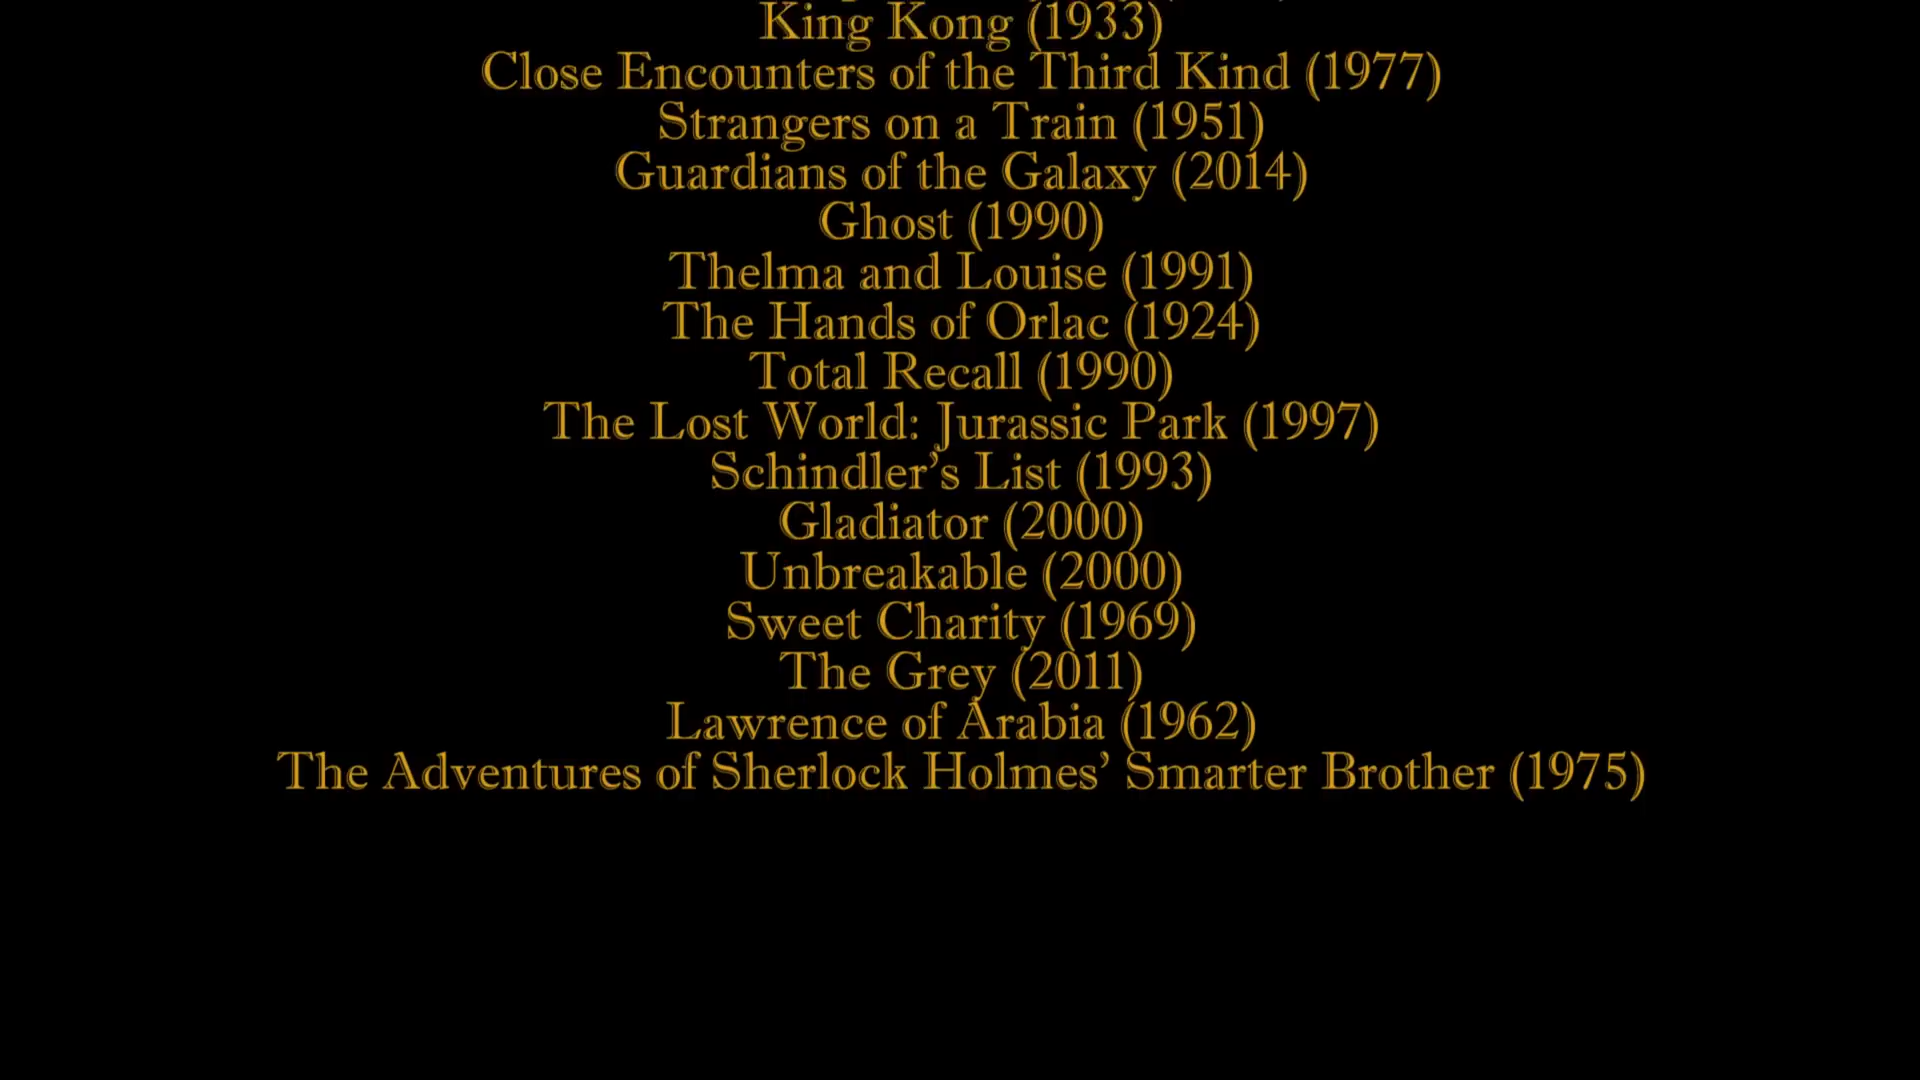 King Kong (1933)
Close Encounters of the Third Kind (1977)
Strangers on a Train (1951)
Guardians of the Galaxy (2014)
Ghost (1990)
Thelma and Louise (1991)
The Hands of Orlac (1924)
Total Recall (1990)
The Lost World: Jurassic Park (1997)
Schindler’s List (1993)
Gladiator (2000)
Unbreakable (2000)
Sweet Charity (1969)
The Grey (2011)
Lawrence of Arabia (1962)
The Adventures of Sherlock Holmes’ Smarter Brother (1975)